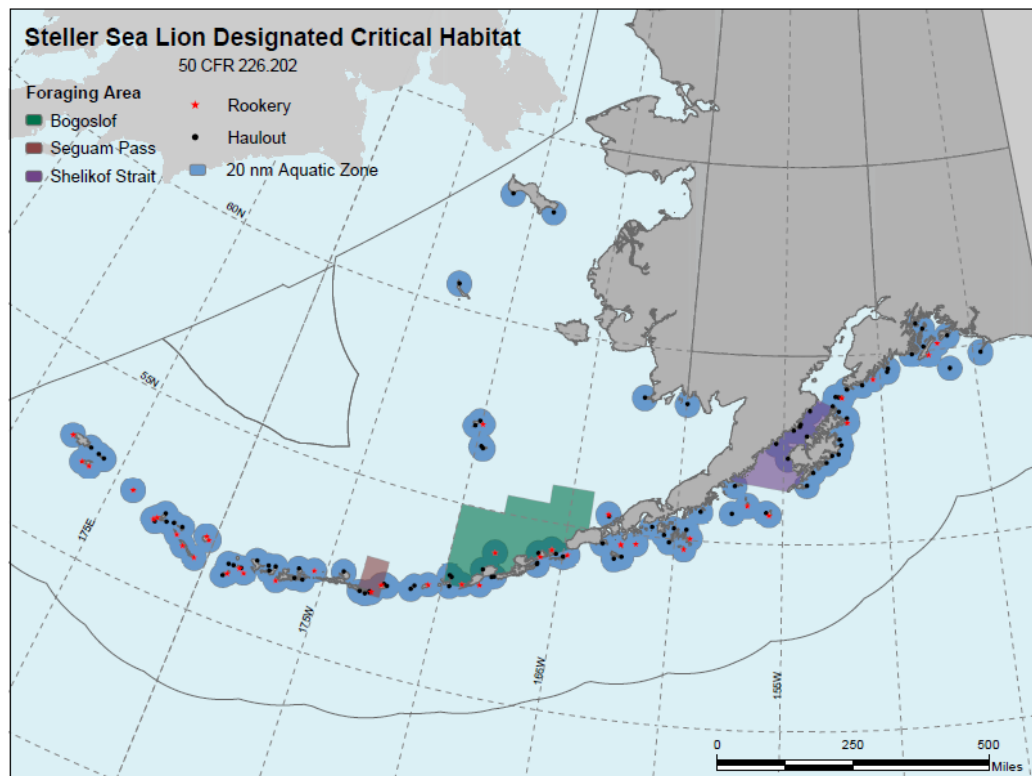 Steller Sea Lion Designated Critical Habitat
50 CFR 226.202
Foraging Area
Bogoslof
Seguam Pass
Shelikof Strait
Rookery
Haulout
20 nm Aquatic Zone
60N
55N
175E
175W
165W
155W
0 250 500
Miles